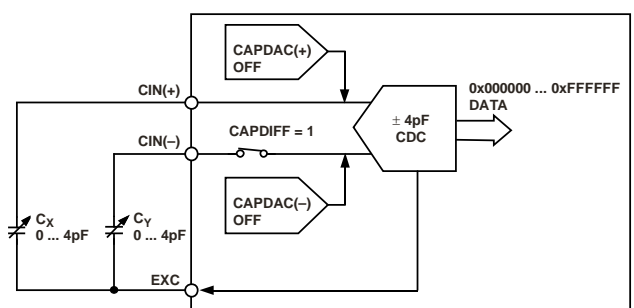 CAPDAC(+)
OFF
CIN(+)
0x000000 ... 0xFFFFFF
DATA
± 4pF
CDC
CIN(–)
CAPDIFF = 1
CAPDAC(–)
OFF
CX
0 ... 4pF
CY
0 ... 4pF
EXC